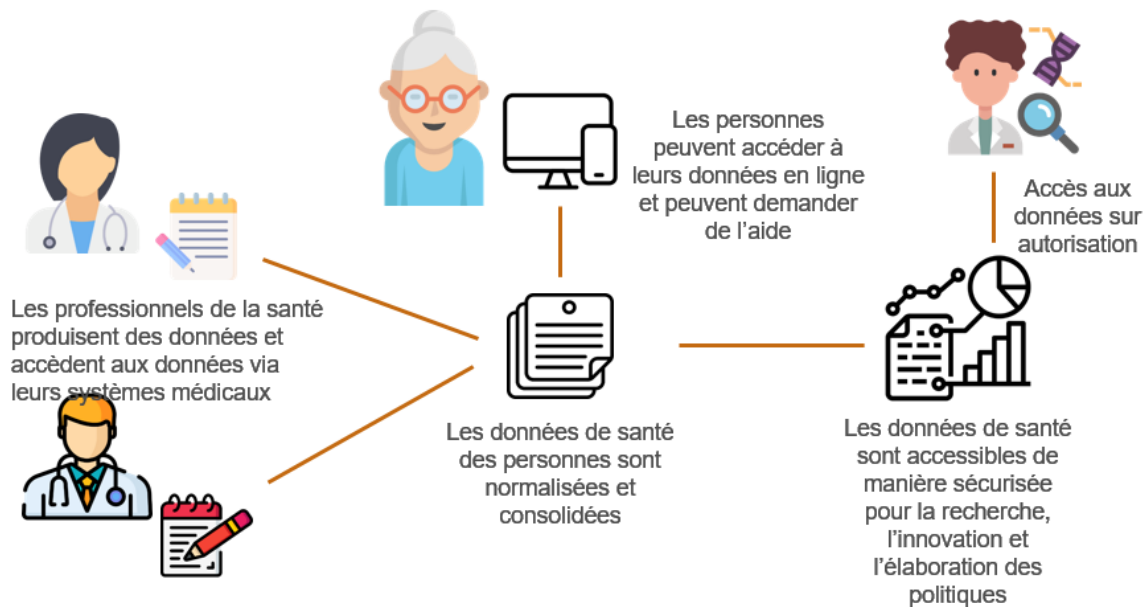 Les personnes
peuvent accéder à
leurs données en ligne
et peuvent demander
de l’aide
Accès aux
données sur
autorisation
Les professionnels de la santé
produisent des données et
accèdent aux données via
leurs systèmes médicaux
Les données de santé
des personnes sont
normalisées et
consolidées
Les données de santé
sont accessibles de
manière sécurisée
pour la recherche,
l’innovation et
l’élaboration des
politiques